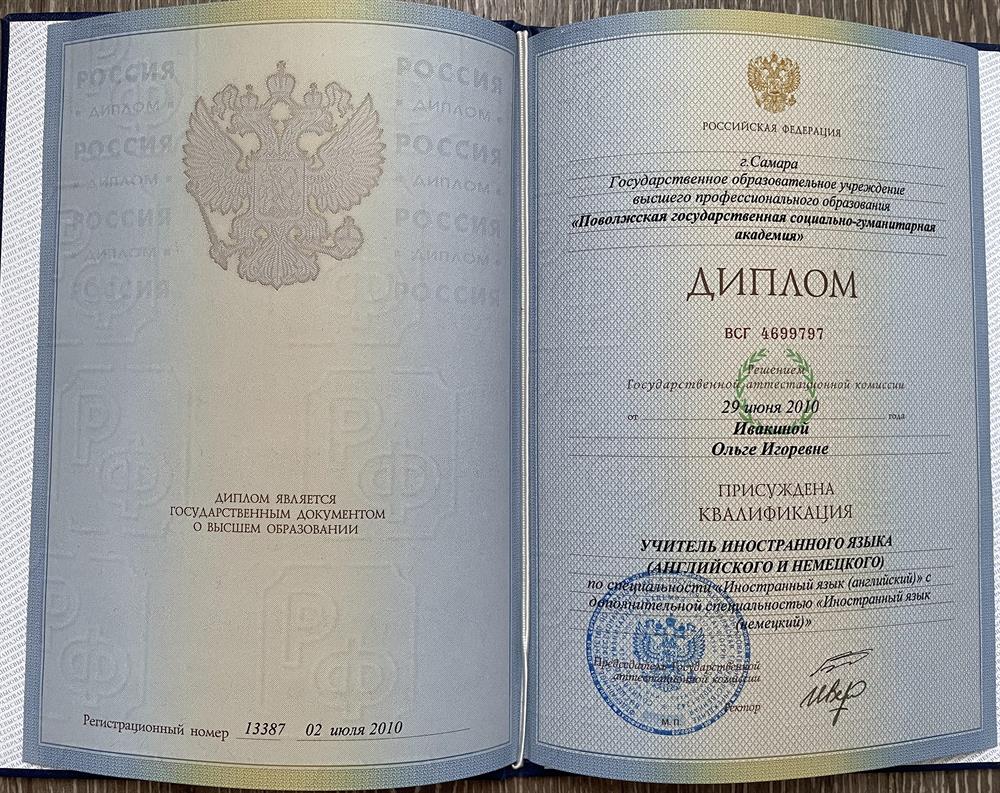 РОССИЯ
ДИПЛОМ
РОССИЯ
ДИПЛОМ
РОССИЯ
ДИПЛОМ
РОССИЯ
РОССИЯ
ДИПЛОМ
РОССИЯ
ДИПЛОМ
РОССИЯ
ДИПЛОМ
РОССИЯ
ДИПЛОМ ЯВЛЯЕТСЯ
ГОСУДАРСТВЕННЫМ ДОКУМЕНТОМ
О ВЫСШЕМ ОБРАЗОВАНИИ
Регистрационный номер 13387 02 июля 2010
РОССИЙСКАЯ ФЕДЕРАЦИЯ
г.Самара
Государственное образовательное учреждение
высшего профессионального образования
«Поволжская государственная социально-гуманитарная
академия»
ДИПЛОМ
ВСГ 4699797
Решением
Государственной аттестационной комиссии
от 29 июня 2010 года
Ивакиной
Ольге Игоревне
ПРИСУЖДЕНА
КВАЛИФИКАЦИЯ
УЧИТЕЛЬ ИНОСТРАННОГО ЯЗЫКА
(АНГЛИЙСКОГО И НЕМЕЦКОГО)
по специальности «Иностранный язык (английский)» с
дополнительной специальностью «Иностранный язык
(немецкий)»
Председатель Государственной
аттестационной комиссии
Ректор
М.П.